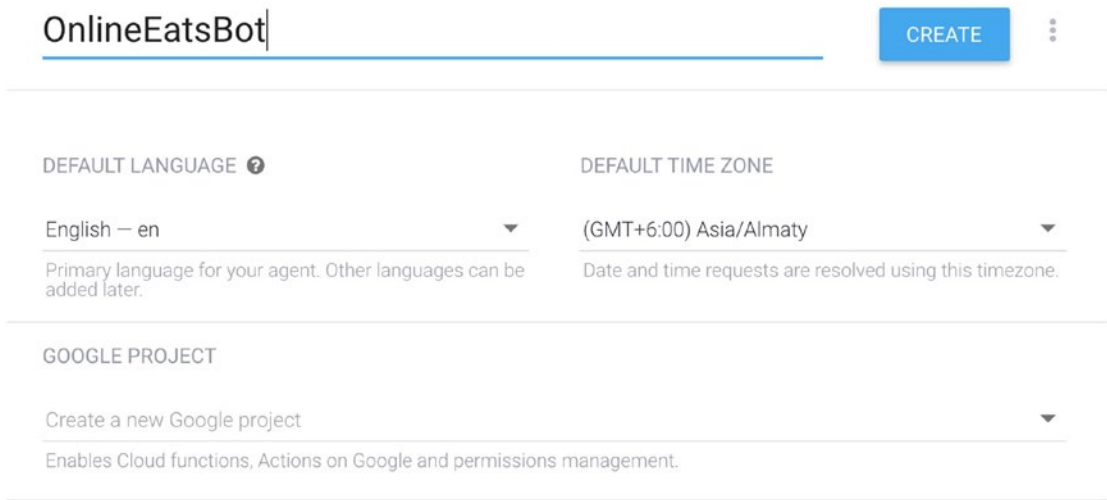 OnlineEatsBot
CREATE
DEFAULT LANGUAGE ?
DEFAULT TIME ZONE
English — en
(GMT+6:00) Asia/Almaty
Primary language for your agent. Other languages can be
added later.
Date and time requests are resolved using this timezone.
GOOGLE PROJECT
Create a new Google project
Enables Cloud functions, Actions on Google and permissions management.